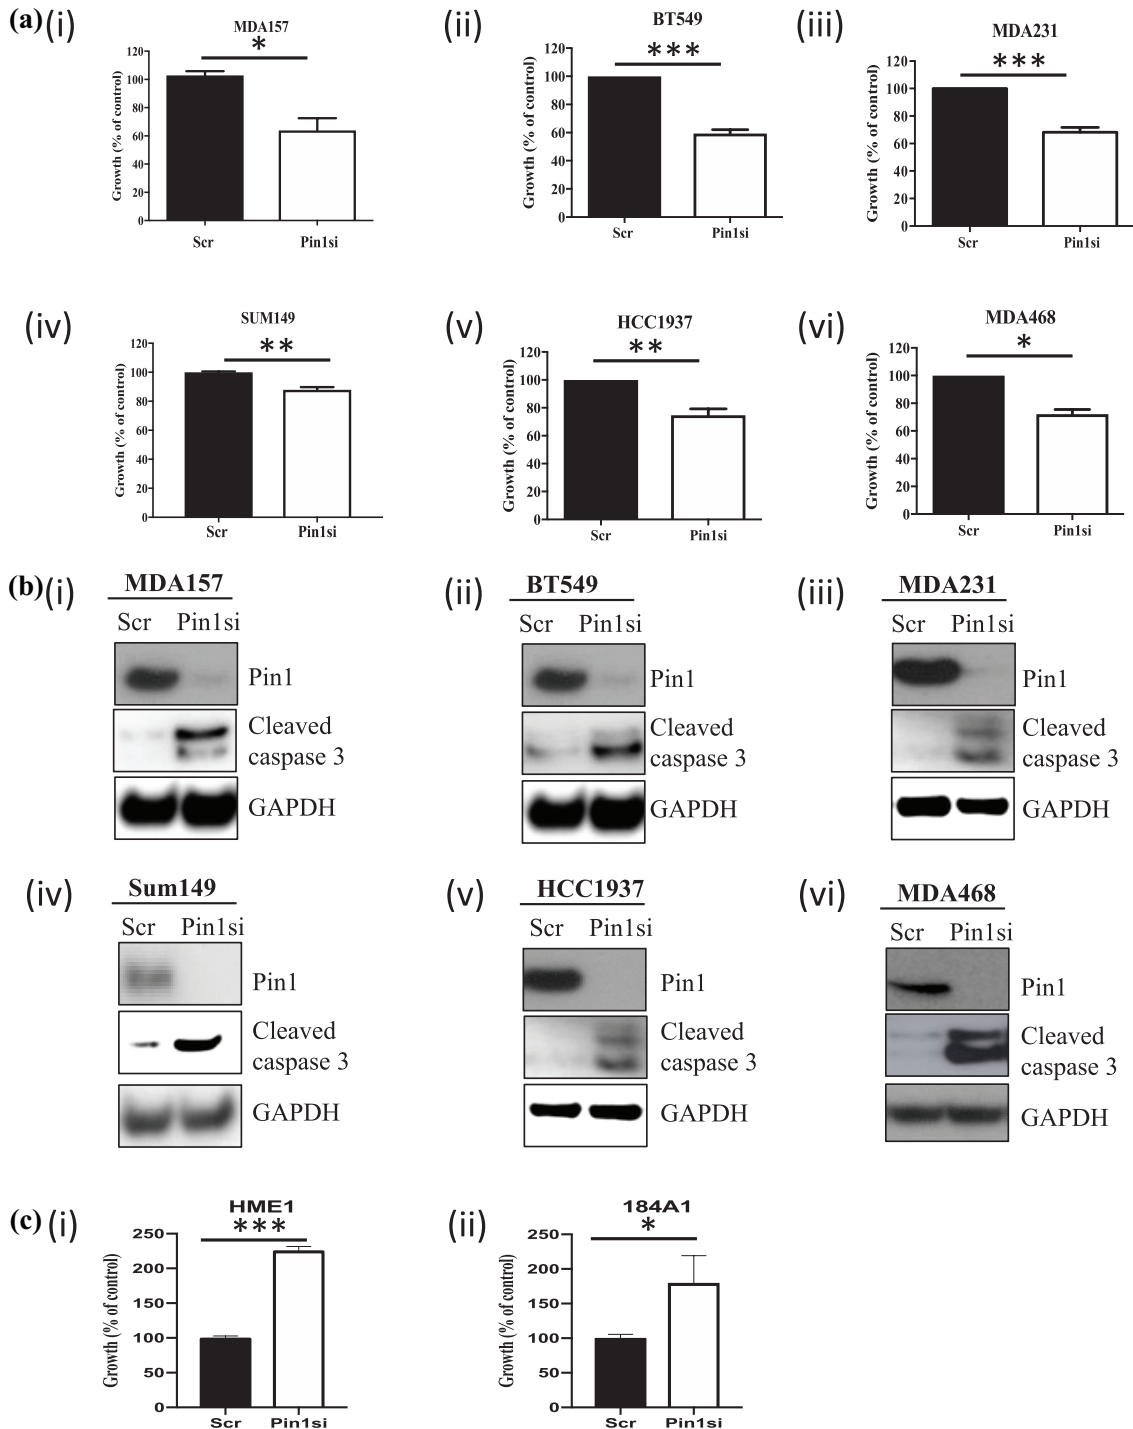 (a) (i) (ii) (iii)
MDA157
*
Growth (% of control)
120
100
80
60
40
20
0
Scr Pin1si
BT549
***
Growth (% of control)
120
100
80
60
40
20
0
Scr Pin1si
MDA231
***
Growth (% of control)
120
100
80
60
40
20
0
Scr Pin1si
(iv) (v) (vi)
SUM149
**
Growth (% of control)
120
100
80
60
40
20
0
Scr Pin1si
HCC1937
**
Growth (% of control)
120
100
80
60
40
20
0
Scr Pin1si
MDA468
*
Growth (% of control)
120
100
80
60
40
20
0
Scr Pin1si
(b) (i) MDA157
Scr Pin1si
Pin1
Cleaved
caspase 3
GAPDH
(ii) BT549
Scr Pin1si
Pin1
Cleaved
caspase 3
GAPDH
(iii) MDA231
Scr Pin1si
Pin1
Cleaved
caspase 3
GAPDH
(iv) Sum149
Scr Pin1si
Pin1
Cleaved
caspase 3
GAPDH
(v) HCC1937
Scr Pin1si
Pin1
Cleaved
caspase 3
GAPDH
(vi) MDA468
Scr Pin1si
Pin1
Cleaved
caspase 3
GAPDH
(c) (i) HME1
***
Growth (% of control)
250
200
150
100
50
0
Scr Pin1si
(ii) 184A1
*
Growth (% of control)
250
200
150
100
50
0
Scr Pin1si